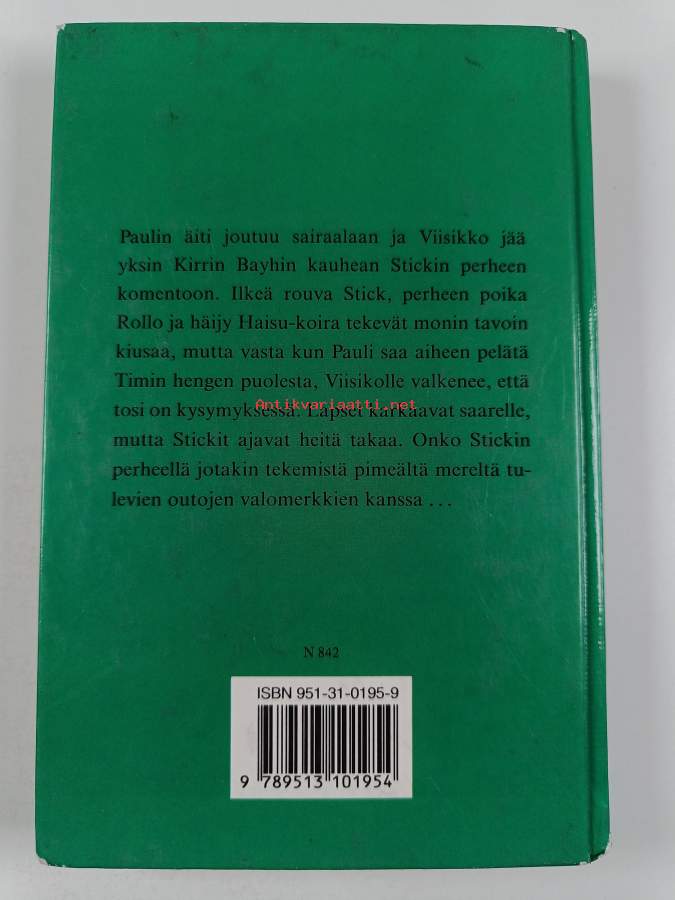 Paulin äiti joutuu sairaalaan ja Viisikko jää
yksin Kirrin Bayhin kauhean Stickin perheen
komentoon. Ilkeä rouva Stick, perheen poika
Rollo ja häijy Haisu-koira tekevät monin tavoin
kiusaa, mutta vasta kun Pauli saa aiheen pelätä
Timin hengen puolesta, Viisikolle valkenee, että
Antikvariaatti.net
tosi on kysymyksessä. Lapset karkaavat saarelle,
mutta Stickit ajavat heitä takaa. Onko Stickin
perheellä jotakin tekemistä pimeältä mereltä tu-
levien outojen valomerkkien kanssa ...
N 842
ISBN 951-31-0195-9
9 789513 101954